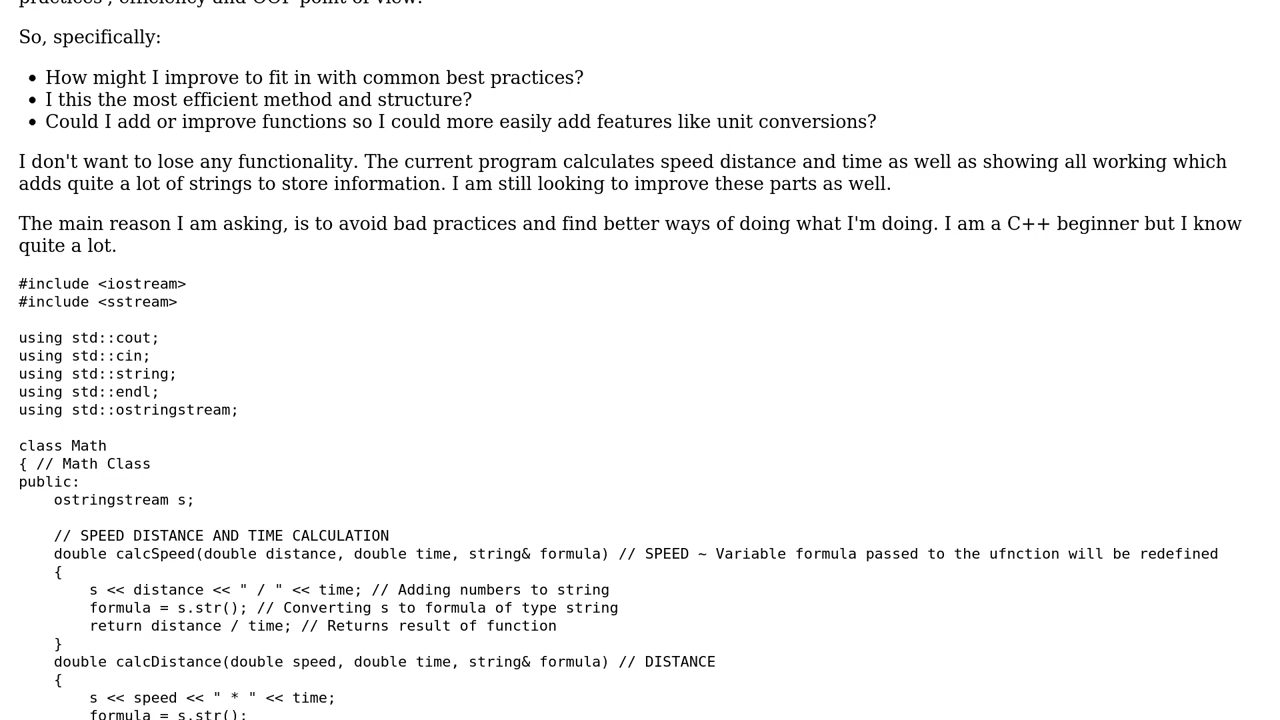 practices , efficiency and OOP point of view.
So, specifically:
• How might I improve to fit in with common best practices?
• I this the most efficient method and structure?
• Could I add or improve functions so I could more easily add features like unit conversions?
I don't want to lose any functionality. The current program calculates speed distance and time as well as showing all working which
adds quite a lot of strings to store information. I am still looking to improve these parts as well.
The main reason I am asking, is to avoid bad practices and find better ways of doing what I'm doing. I am a C++ beginner but I know
quite a lot.
#include <iostream>
#include <sstream>
using std::cout;
using std::cin;
using std::string;
using std::endl;
using std::ostringstream;
class Math
{ // Math Class
public:
    ostringstream s;
    // SPEED DISTANCE AND TIME CALCULATION
    double calcSpeed(double distance, double time, string& formula) // SPEED ~ Variable formula passed to the ufnction will be redefined
    {
        s << distance << " / " << time; // Adding numbers to string
        formula = s.str(); // Converting s to formula of type string
        return distance / time; // Returns result of function
    }
    double calcDistance(double speed, double time, string& formula) // DISTANCE
    {
        s << speed << " * " << time;
        formula = s.str();